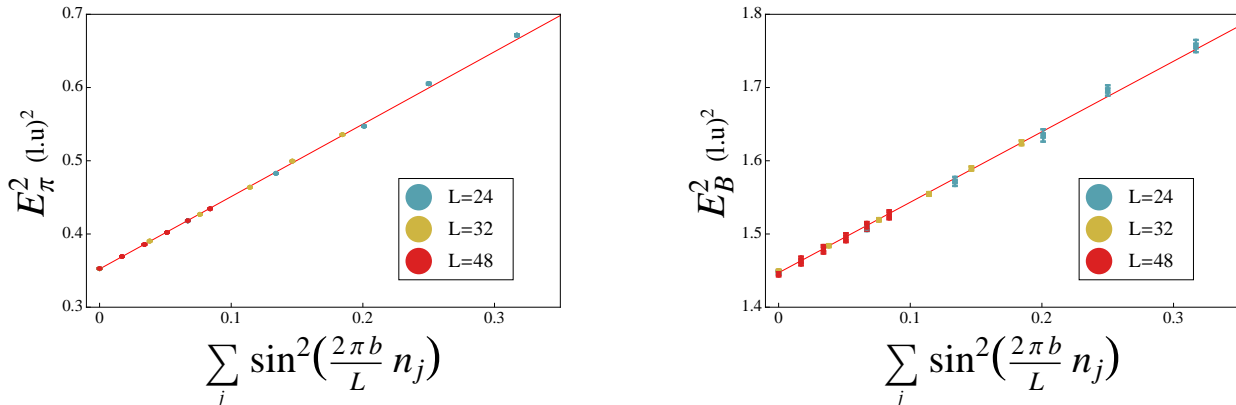 0.7
0.6
0.5
0.4
0.3
E_π^2 (l.u)^2
L=24
L=32
L=48
0 0.1 0.2 0.3
∑_j sin^2(2 π b / L n_j)
1.8
1.7
1.6
1.5
1.4
E_B^2 (l.u)^2
L=24
L=32
L=48
0 0.1 0.2 0.3
∑_j sin^2(2 π b / L n_j)